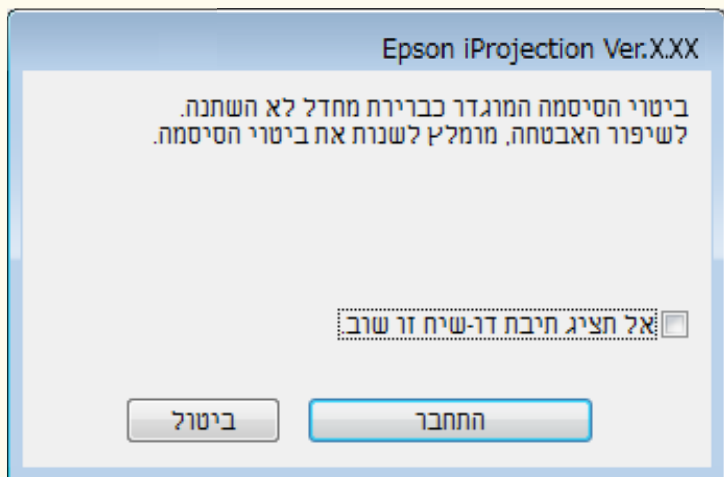 Epson iProjection Ver.X.XX
ביטוי הסיסמה המוגדר כברירת מחדל לא השתנה.
לשיפור האבטחה, מומלץ לשנות את ביטוי הסיסמה.
אל תציג תיבת דו-שיח זו שוב.
התחבר
ביטול